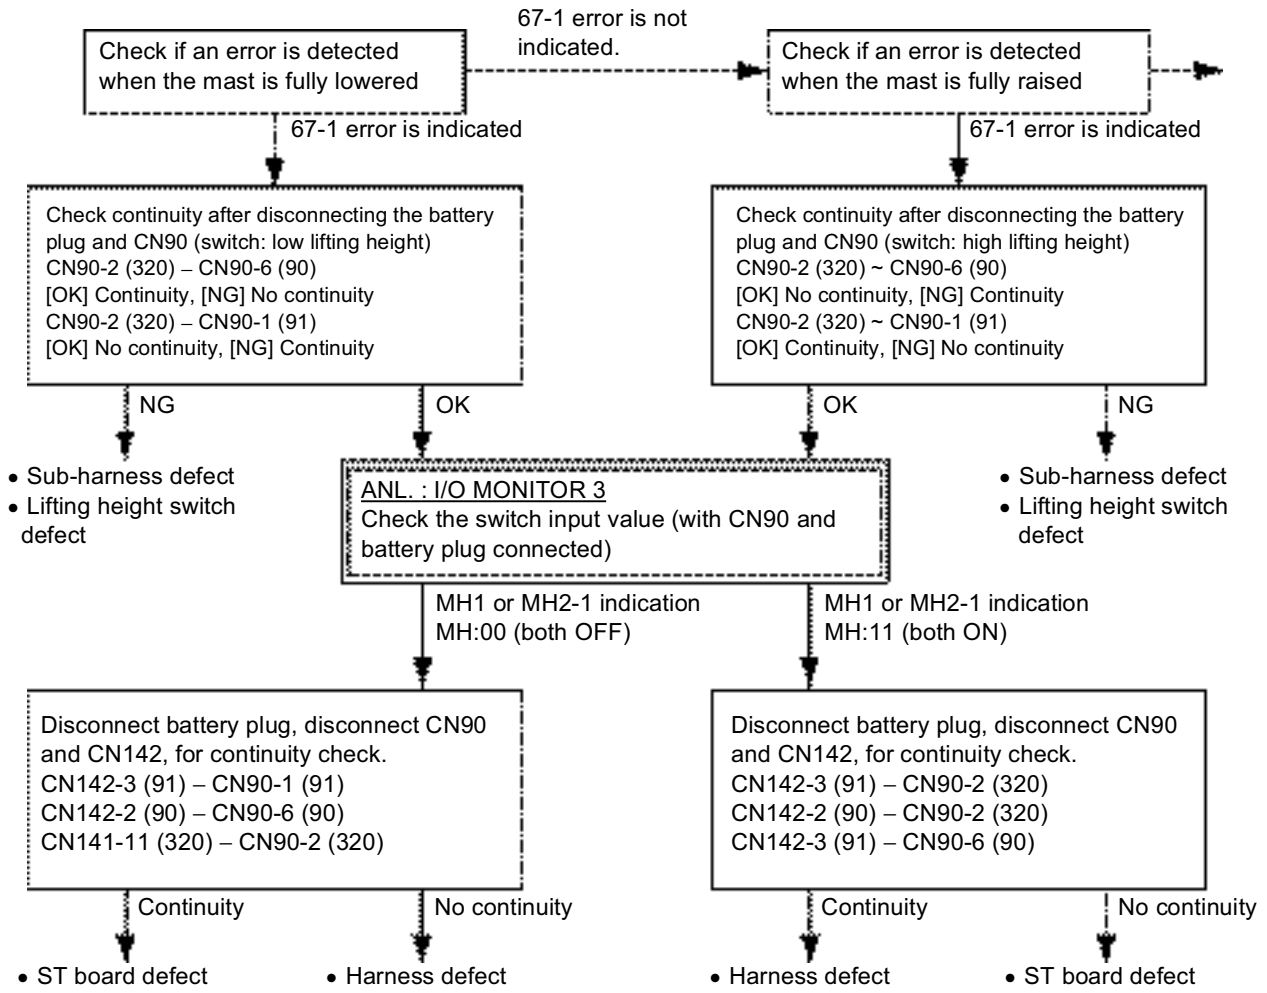 67-1 error is not
indicated.
Check if an error is detected
when the mast is fully lowered
Check if an error is detected
when the mast is fully raised
67-1 error is indicated
67-1 error is indicated
Check continuity after disconnecting the battery
plug and CN90 (switch: low lifting height)
CN90-2 (320) – CN90-6 (90)
[OK] Continuity, [NG] No continuity
CN90-2 (320) – CN90-1 (91)
[OK] No continuity, [NG] Continuity
Check continuity after disconnecting the battery
plug and CN90 (switch: high lifting height)
CN90-2 (320) ~ CN90-6 (90)
[OK] No continuity, [NG] Continuity
CN90-2 (320) ~ CN90-1 (91)
[OK] Continuity, [NG] No continuity
NG
OK
OK
NG
• Sub-harness defect
• Lifting height switch
defect
ANL. : I/O MONITOR 3
Check the switch input value (with CN90 and
battery plug connected)
• Sub-harness defect
• Lifting height switch
defect
MH1 or MH2-1 indication
MH:00 (both OFF)
MH1 or MH2-1 indication
MH:11 (both ON)
Disconnect battery plug, disconnect CN90
and CN142, for continuity check.
CN142-3 (91) – CN90-1 (91)
CN142-2 (90) – CN90-6 (90)
CN141-11 (320) – CN90-2 (320)
Disconnect battery plug, disconnect CN90
and CN142, for continuity check.
CN142-3 (91) – CN90-2 (320)
CN142-2 (90) – CN90-2 (320)
CN142-3 (91) – CN90-6 (90)
Continuity
No continuity
Continuity
No continuity
• ST board defect
• Harness defect
• Harness defect
• ST board defect